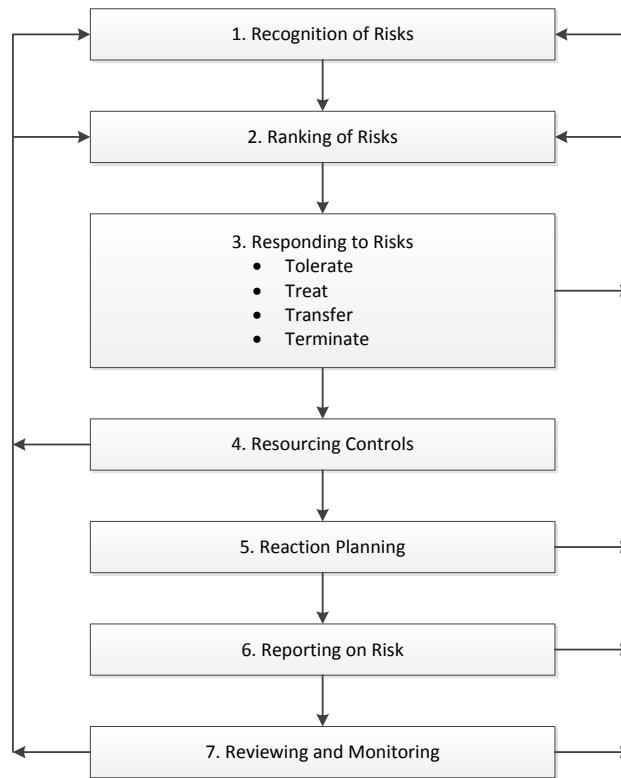 1. Recognition of Risks
2. Ranking of Risks
3. Responding to Risks
• Tolerate
• Treat
• Transfer
• Terminate
4. Resourcing Controls
5. Reaction Planning
6. Reporting on Risk
7. Reviewing and Monitoring